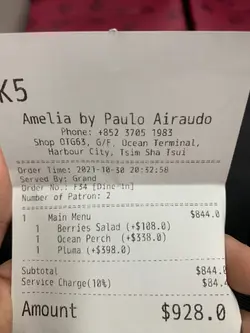 K5
Amelia by Paulo Airaudo
Phone: +852 3705 1983
Shop OTG63, G/F, Ocean Terminal,
Harbour City, Tsim Sha Tsui
Order Time: 2021-10-30 20:32:58
Served By: Grand
Order No.: F34 [Dine-In]
Number of Patron: 2
1 Main Menu $844.0
1 Berries Salad (+$108.0)
1 Ocean Perch (+$338.0)
1 Pluma (+$398.0)
Subtotal $844.0
Service Charge(10%) $84.4
Amount $928.0